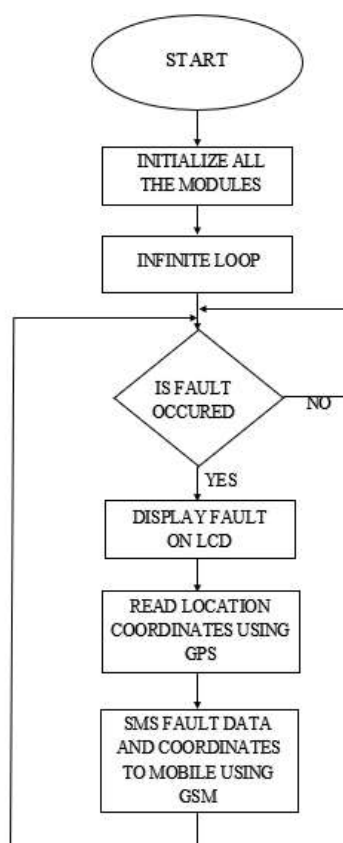 START
INITIALIZE ALL
THE MODULES
INFINITE LOOP
IS FAULT
OCCURED
NO
YES
DISPLAY FAULT
ON LCD
READ LOCATION
COORDINATES USING
GPS
SMS FAULT DATA
AND COORDINATES
TO MOBILE USING
GSM